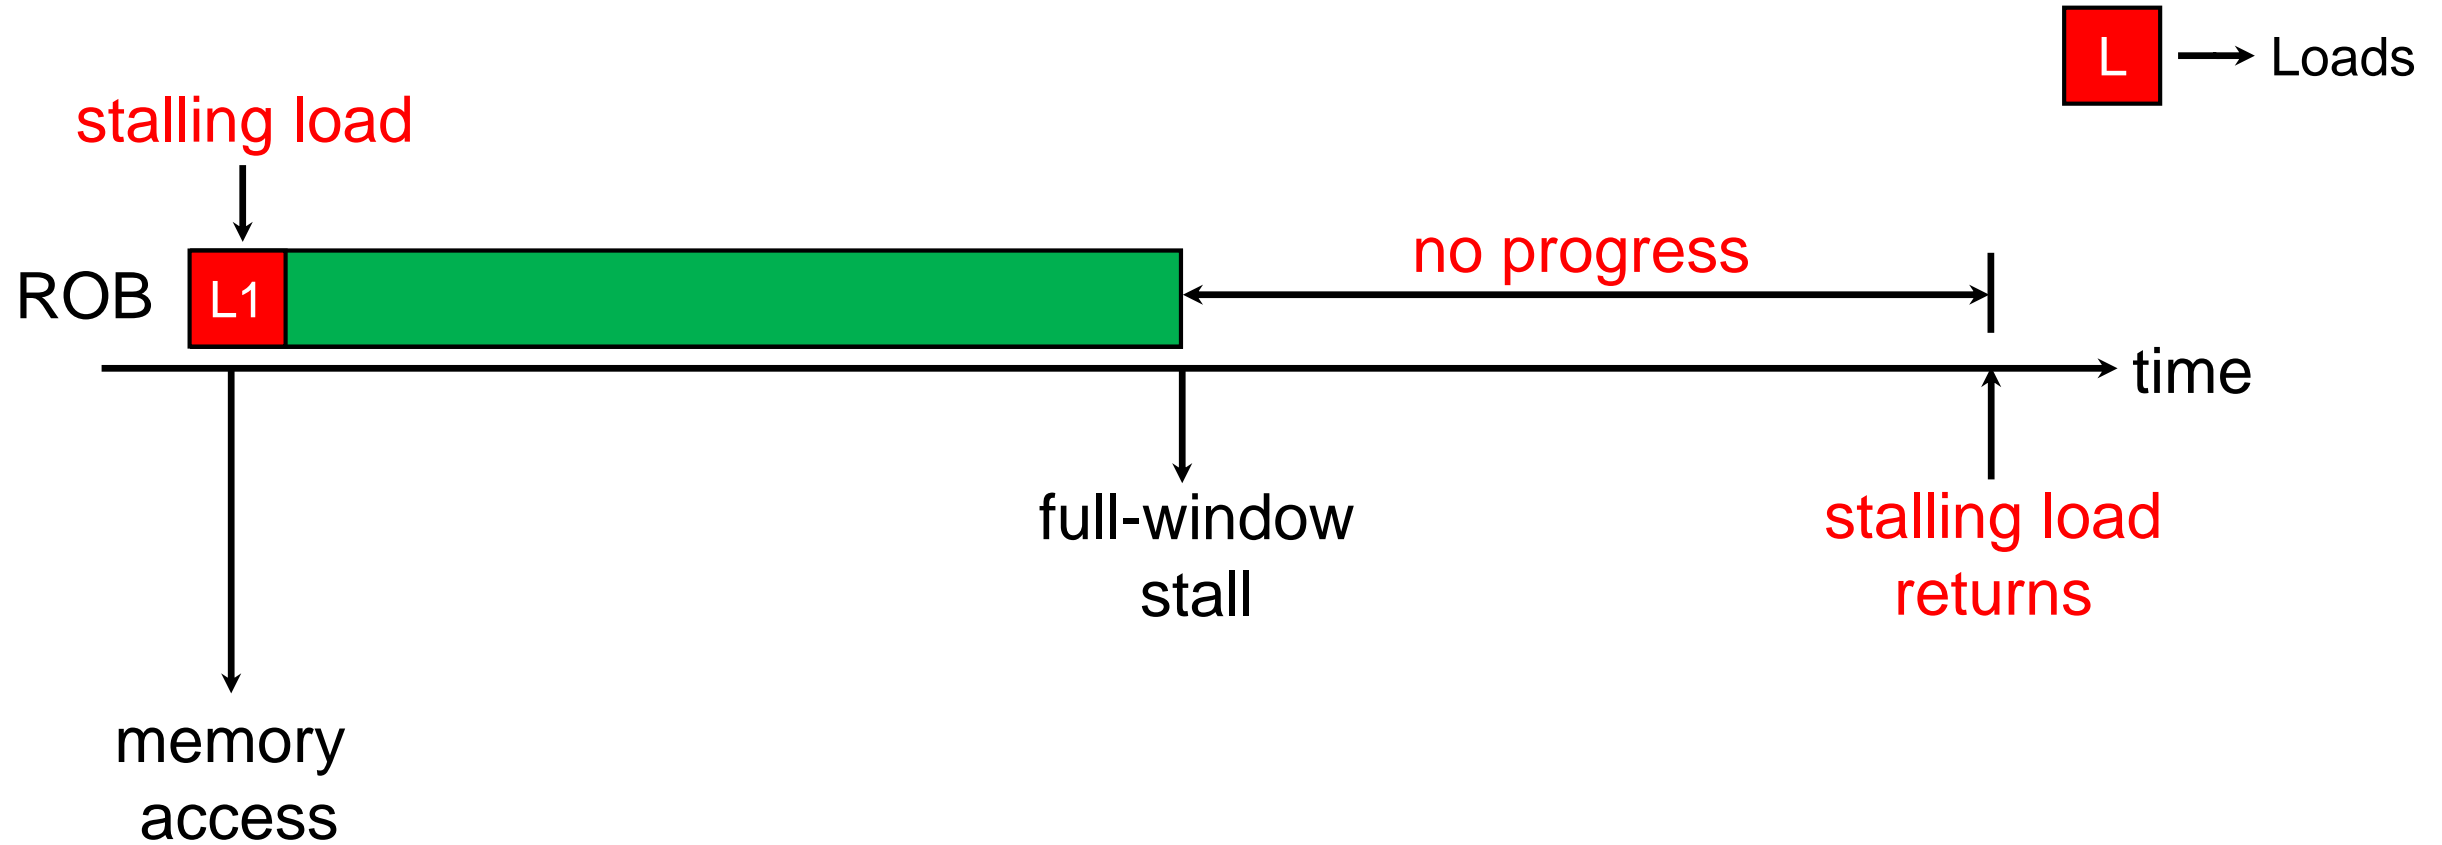 L
Loads
stalling load
no progress
ROB
L1
time
full-window
stall
stalling load
returns
memory
access